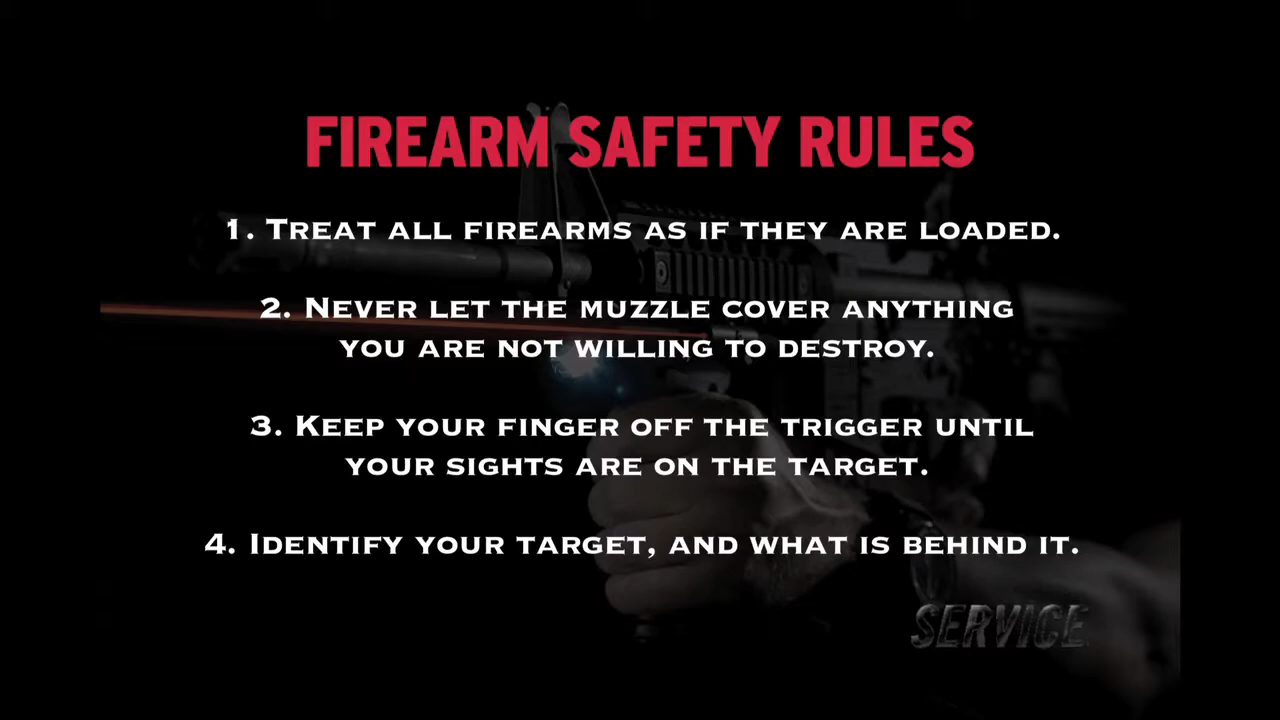 FIREARM SAFETY RULES
1. Treat all firearms as if they are loaded.
2. Never let the muzzle cover anything
you are not willing to destroy.
3. Keep your finger off the trigger until
your sights are on the target.
4. Identify your target, and what is behind it.
SERVICE